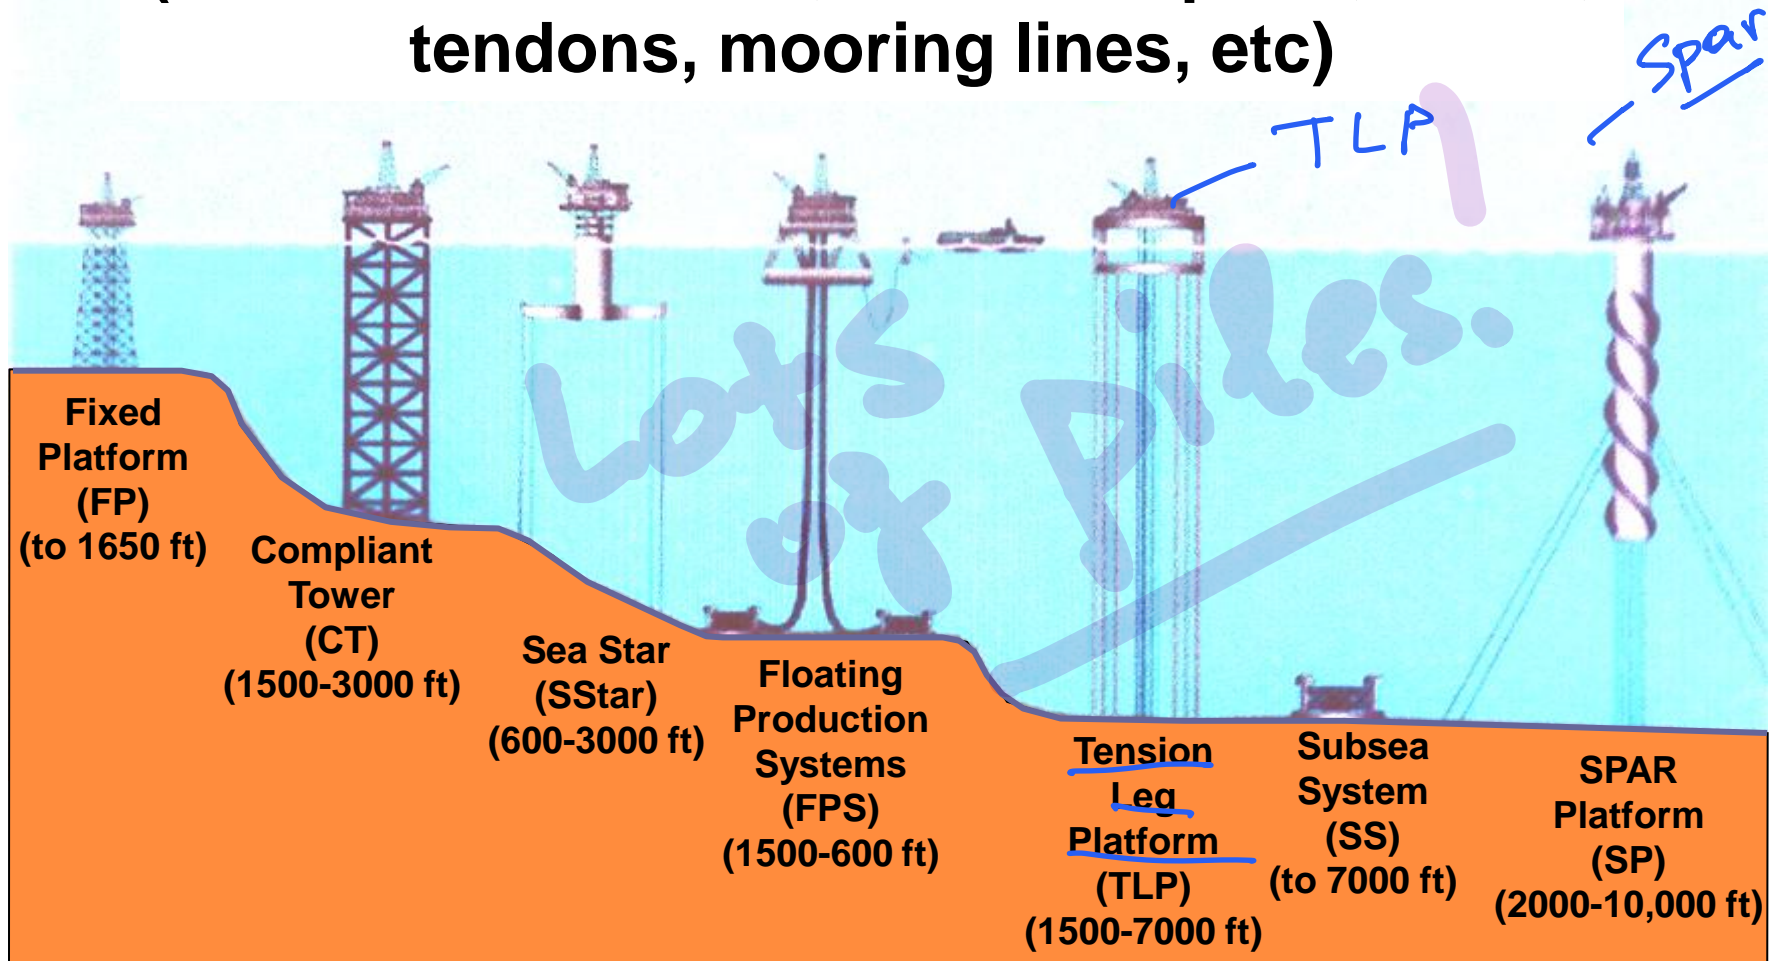 tendons, mooring lines, etc)
Spar
TLP
Lots
of Piles.
Fixed
Platform
(FP)
(to 1650 ft)
Compliant
Tower
(CT)
(1500-3000 ft)
Sea Star
(SStar)
(600-3000 ft)
Floating
Production
Systems
(FPS)
(1500-600 ft)
Tension
Leg
Platform
(TLP)
(1500-7000 ft)
Subsea
System
(SS)
(to 7000 ft)
SPAR
Platform
(SP)
(2000-10,000 ft)